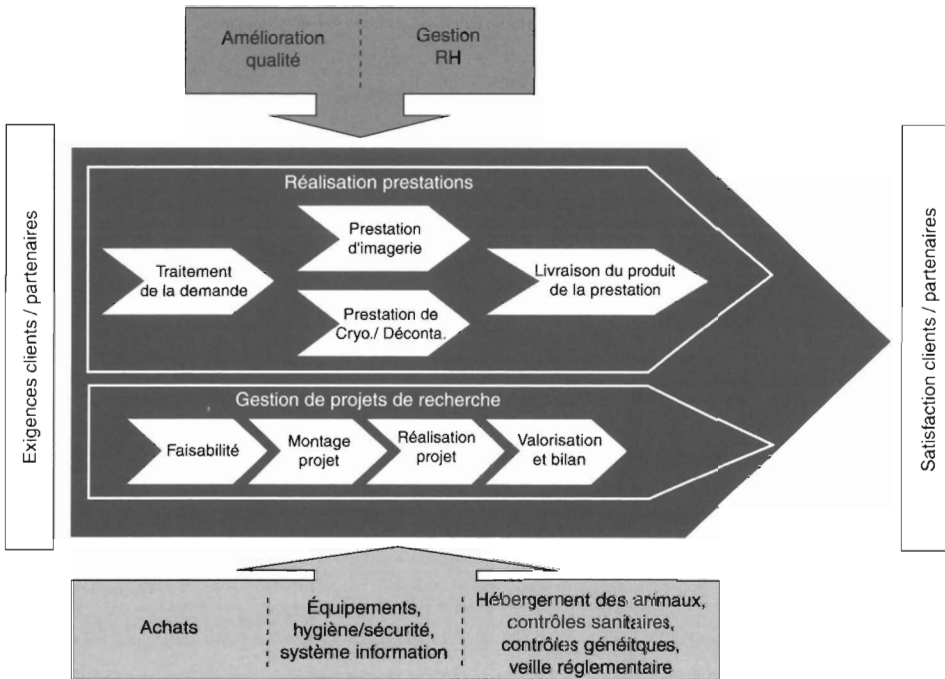 Amélioration
qualité
Gestion
RH
Exigences clients / partenaires
Réalisation prestations
Traitement
de la demande
Prestation
d'imagerie
Prestation de
Cryo./ Déconta.
Livraison du produit
de la prestation
Gestion de projets de recherche
Faisabilité
Montage
projet
Réalisation
projet
Valorisation
et bilan
Satisfaction clients / partenaires
Achats
Équipements,
hygiène/sécurité,
système information
Hébergement des animaux,
contrôles sanitaires,
contrôles généitques,
veille réglementaire